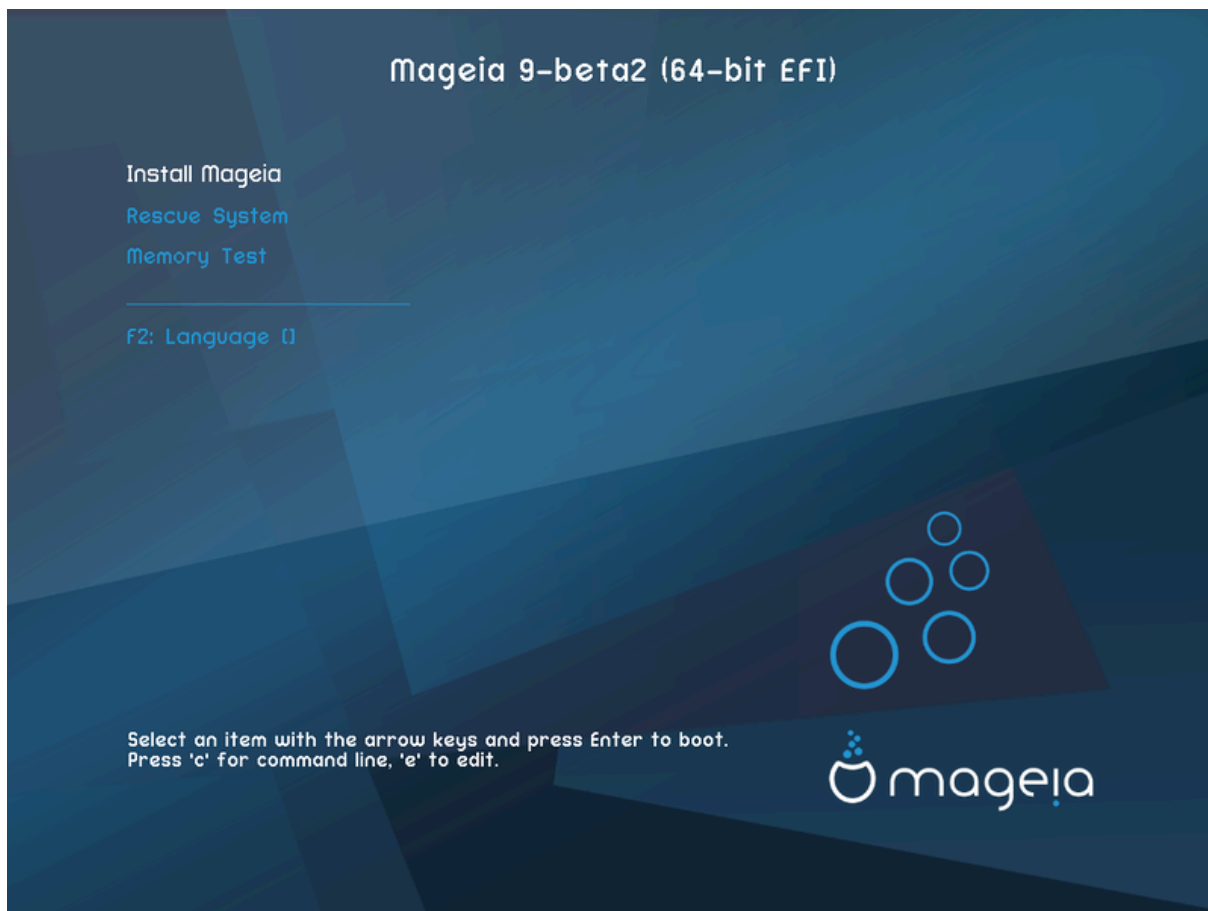 Mageia 9-beta2 (64-bit EFI)
Install Mageia
Rescue System
Memory Test
F2: Language []
Select an item with the arrow keys and press Enter to boot.
Press 'c' for command line, 'e' to edit.
mageia